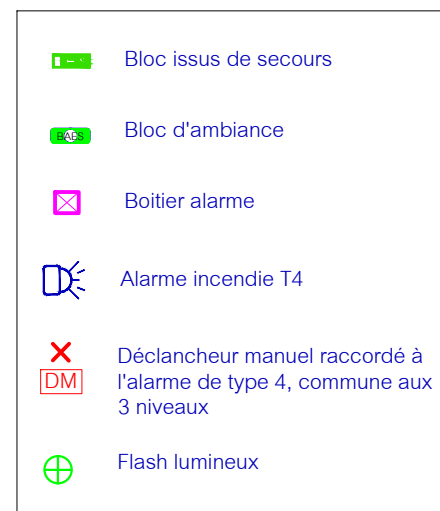 Bloc issus de secours
BAES
Bloc d'ambiance
Boitier alarme
Alarme incendie T4
DM
Déclancheur manuel raccordé à
l'alarme de type 4, commune aux
3 niveaux
Flash lumineux